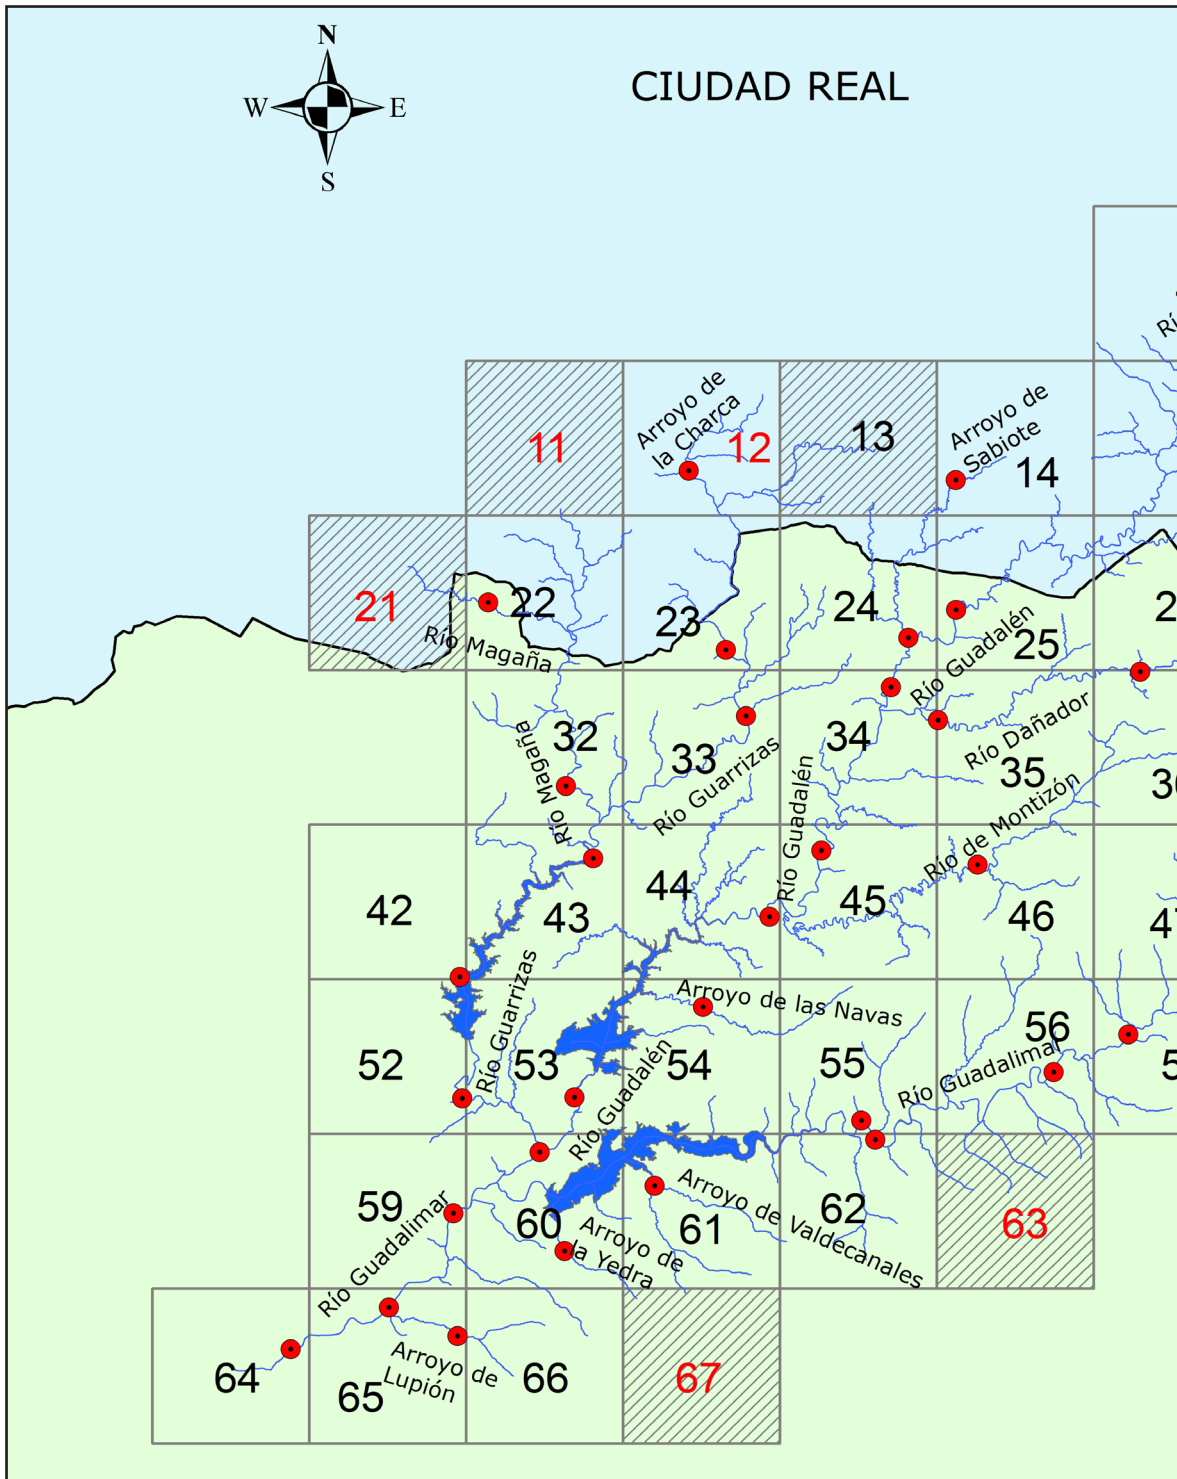 N
CIUDAD REAL
W
E
S
Arroyo de
la Charca
Arroyo de
Sabiote
11
12
13
14
21
22
23
24
25
Río Magaña
Río Guadalén
32
33
34
35
Río Magaña
Río Guarrizas
Río Guadalén
Río Dañador
Río de Montizón
42
43
44
45
46
Río Guarrizas
Arroyo de las Navas
52
53
54
55
56
Río Guadalén
Río Guadalimar
59
60
61
62
63
Río Guadalimar
Arroyo de
la Yedra
Arroyo de Valdecanales
64
65
66
67
Arroyo de
Lupión